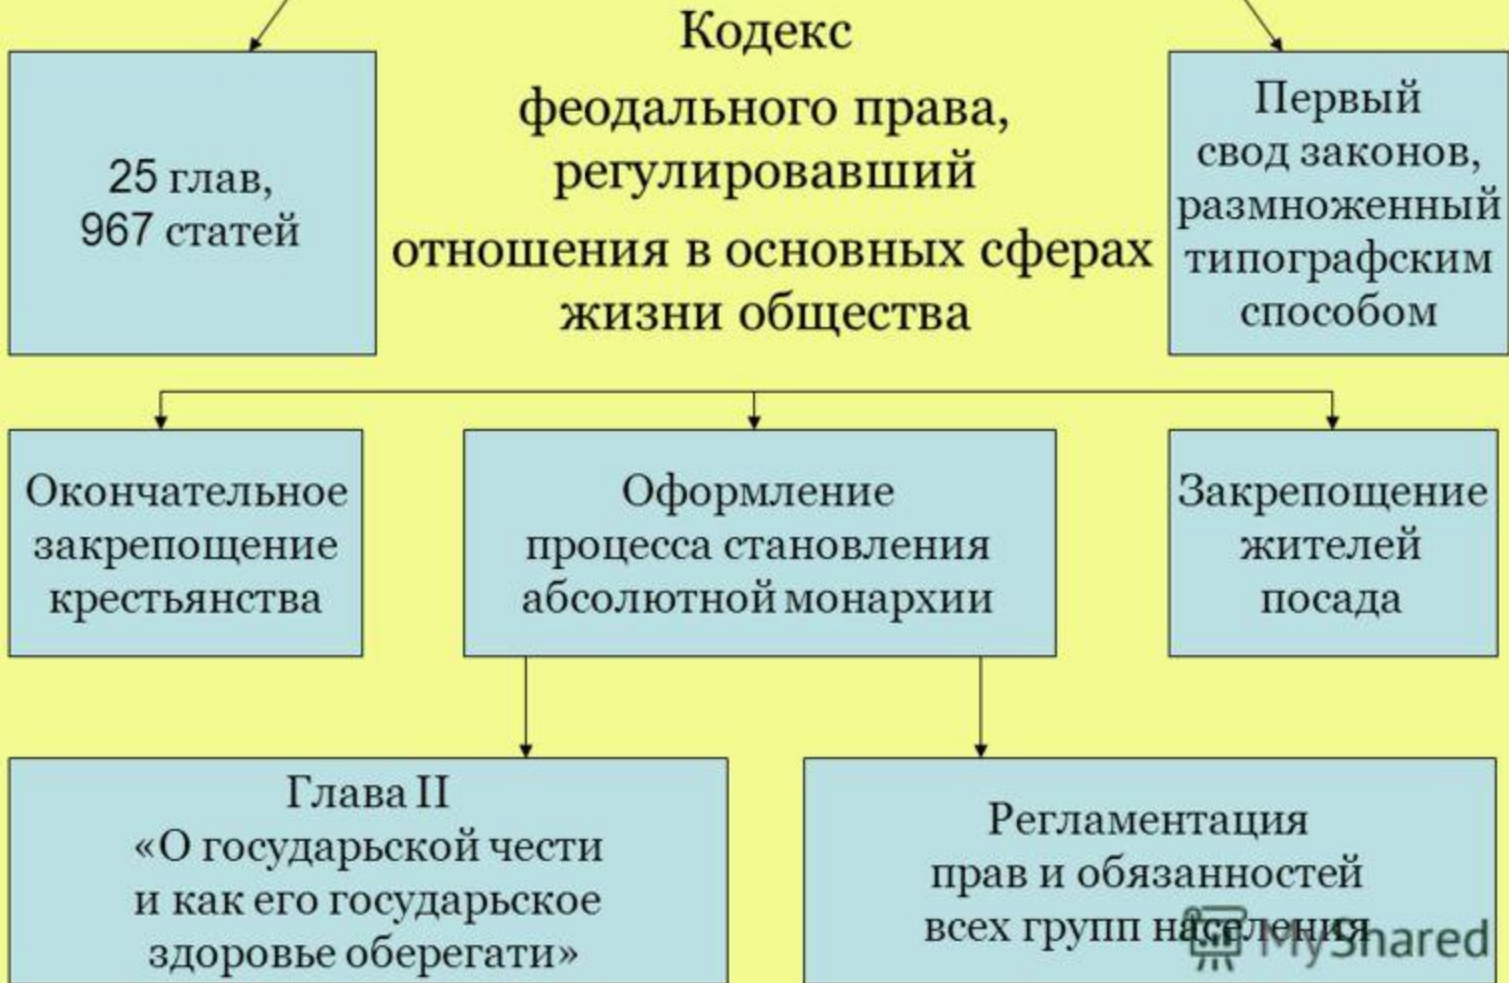 Кодекс
феодального права,
регулировавший
отношения в основных сферах
жизни общества
25 глав,
967 статей
Первый
свод законов,
размноженный
типографским
способом
Окончательное
закрепощение
крестьянства
Оформление
процесса становления
абсолютной монархии
Закрепощение
жителей
посада
Глава II
«О государьской чести
и как его государьское
здоровье оберегати»
Регламентация
прав и обязанностей
всех групп населения
MyShared